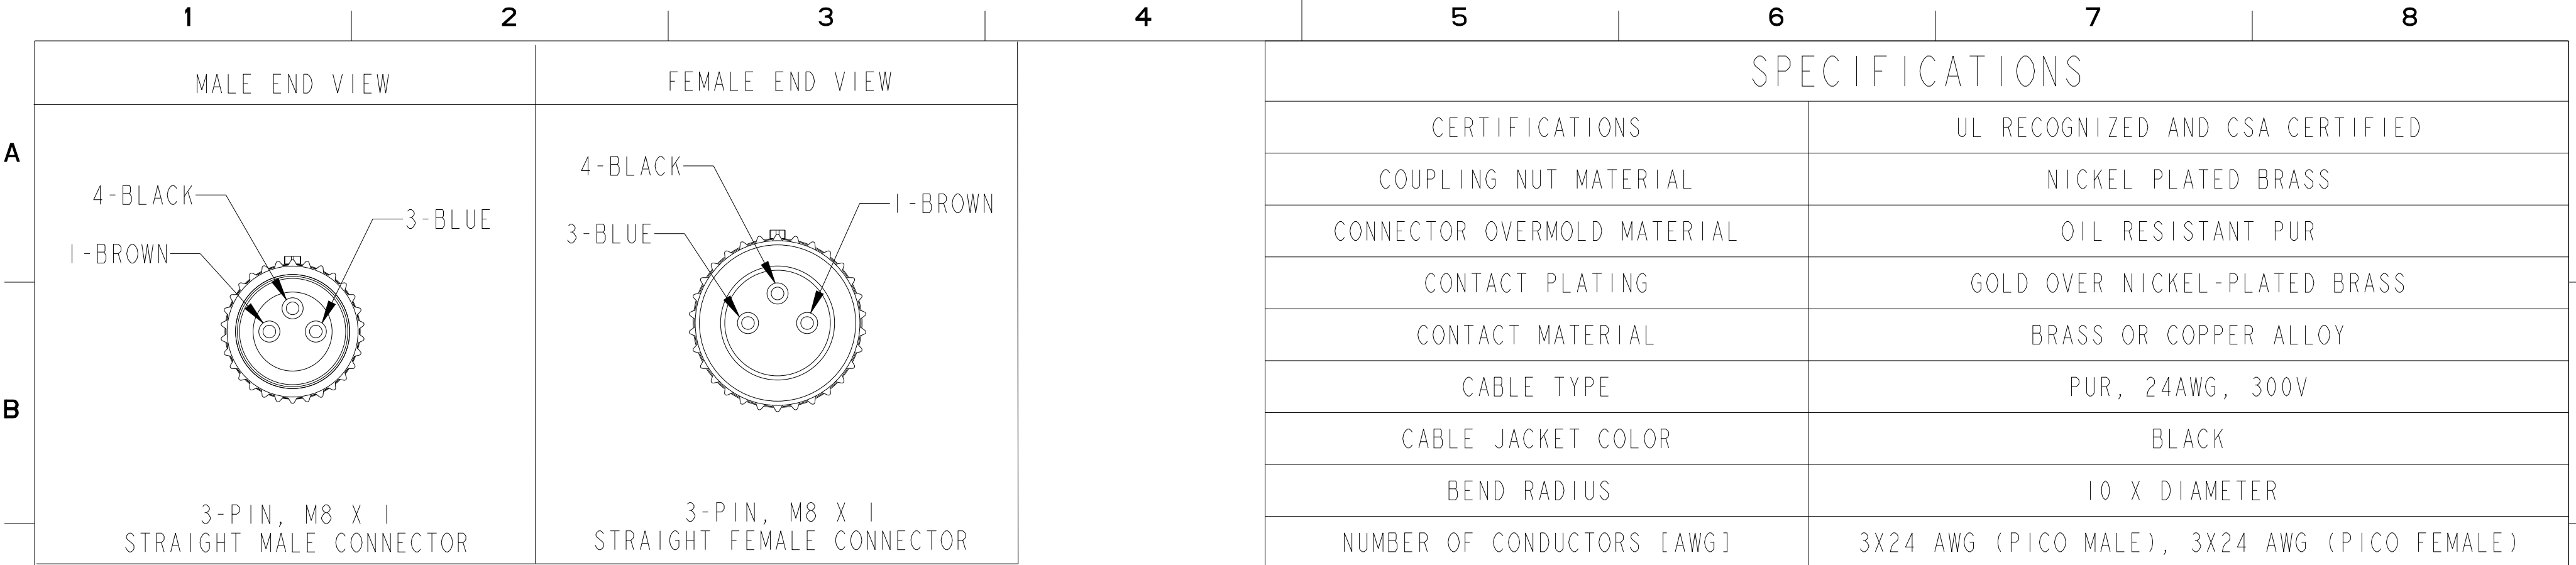 1 2 3 4 5 6 7 8
A
B
MALE END VIEW
4-BLACK
3-BLUE
1-BROWN
3-PIN, M8 X 1
STRAIGHT MALE CONNECTOR
FEMALE END VIEW
4-BLACK
1-BROWN
3-BLUE
3-PIN, M8 X 1
STRAIGHT FEMALE CONNECTOR
SPECIFICATIONS
CERTIFICATIONS UL RECOGNIZED AND CSA CERTIFIED
COUPLING NUT MATERIAL NICKEL PLATED BRASS
CONNECTOR OVERMOLD MATERIAL OIL RESISTANT PUR
CONTACT PLATING GOLD OVER NICKEL-PLATED BRASS
CONTACT MATERIAL BRASS OR COPPER ALLOY
CABLE TYPE PUR, 24AWG, 300V
CABLE JACKET COLOR BLACK
BEND RADIUS 10 X DIAMETER
NUMBER OF CONDUCTORS [AWG] 3X24 AWG (PICO MALE), 3X24 AWG (PICO FEMALE)